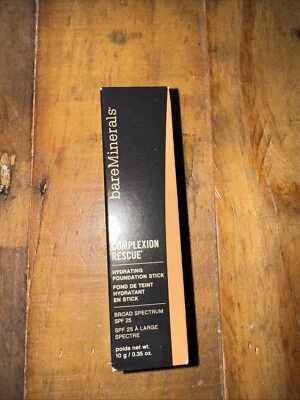 bareMinerals
COMPLEXION
RESCUE
HYDRATING
FOUNDATION STICK
FOND DE TEINT
HYDRATANT
EN STICK
BROAD SPECTRUM
SPF 25
SPF 25 À LARGE
SPECTRE
poids net wt.
10 g / 0.35 oz.